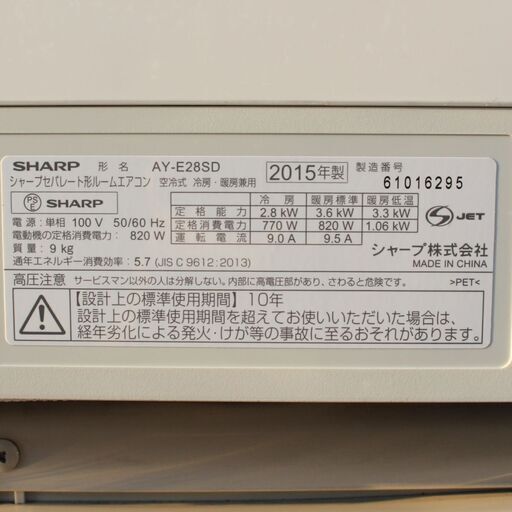 SHARP 形 名 AY-E28SD 2015年製 製造番号
シャープセパレート形ルームエアコン 空冷式 冷房・暖房兼用 61016295
PS E SHARP
冷 房 暖房標準 暖房低温
定 格 能 力 2.8 kW 3.6 kW 3.3 kW
定格消費電力 770 W 820 W 1.06 kW
運 転 電 流 9.0 A 9.5 A
S JET
電 源 : 単相 100 V 50/60 Hz
電動機の定格消費電力: 820 W
質 量 : 9 kg
通年エネルギー消費効率: 5.7 (JIS C 9612:2013)
シャープ株式会社
MADE IN CHINA
高圧注意 サービスマン以外の人は分解しない。内部に高電圧部があり、さわると危険です。 >PET<
【設計上の標準使用期間】10年
設計上の標準使用期間を超えてお使いいただいた場合は、
経年劣化による発火・けが等の事故に至るおそれがあります。